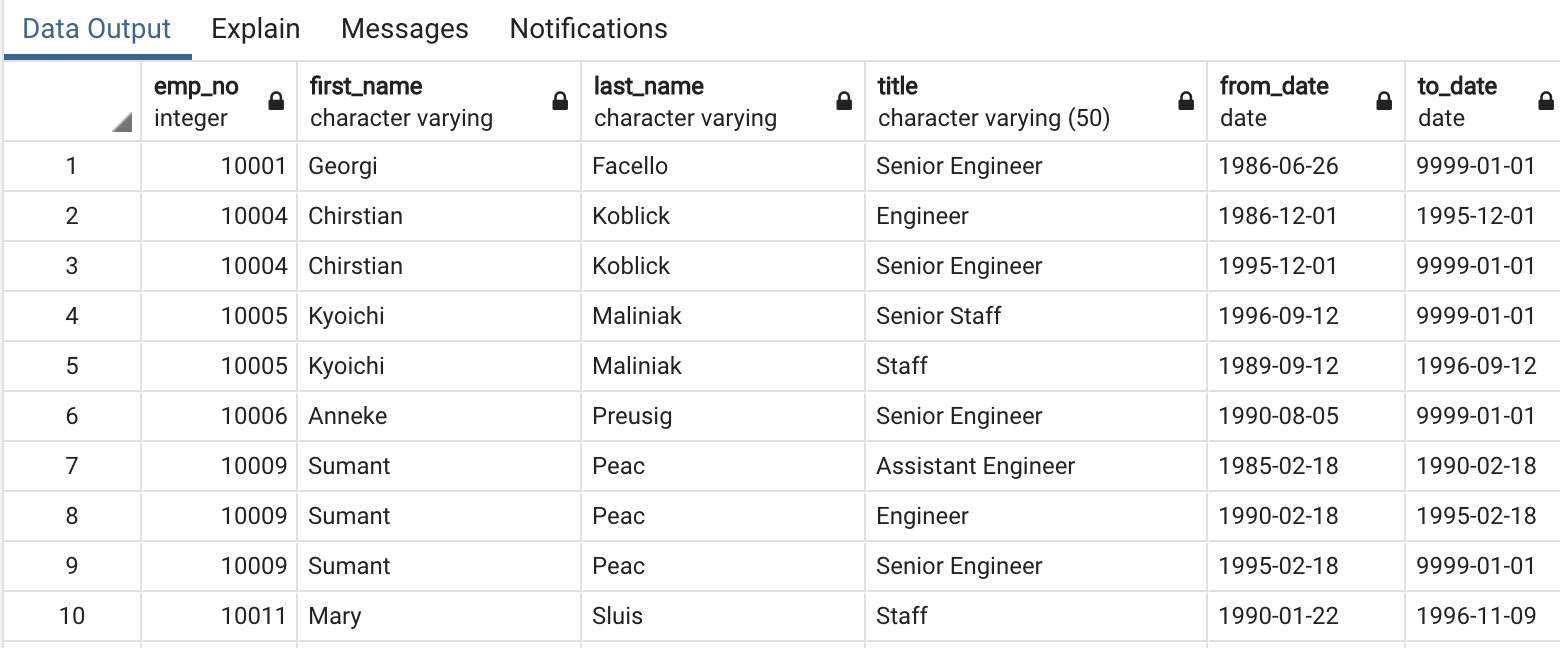 Data Output Explain Messages Notifications
emp_no first_name last_name title from_date to_date
integer character varying character varying character varying (50) date date
1 10001 Georgi Facello Senior Engineer 1986-06-26 9999-01-01
2 10004 Chirstian Koblick Engineer 1986-12-01 1995-12-01
3 10004 Chirstian Koblick Senior Engineer 1995-12-01 9999-01-01
4 10005 Kyoichi Maliniak Senior Staff 1996-09-12 9999-01-01
5 10005 Kyoichi Maliniak Staff 1989-09-12 1996-09-12
6 10006 Anneke Preusig Senior Engineer 1990-08-05 9999-01-01
7 10009 Sumant Peac Assistant Engineer 1985-02-18 1990-02-18
8 10009 Sumant Peac Engineer 1990-02-18 1995-02-18
9 10009 Sumant Peac Senior Engineer 1995-02-18 9999-01-01
10 10011 Mary Sluis Staff 1990-01-22 1996-11-09